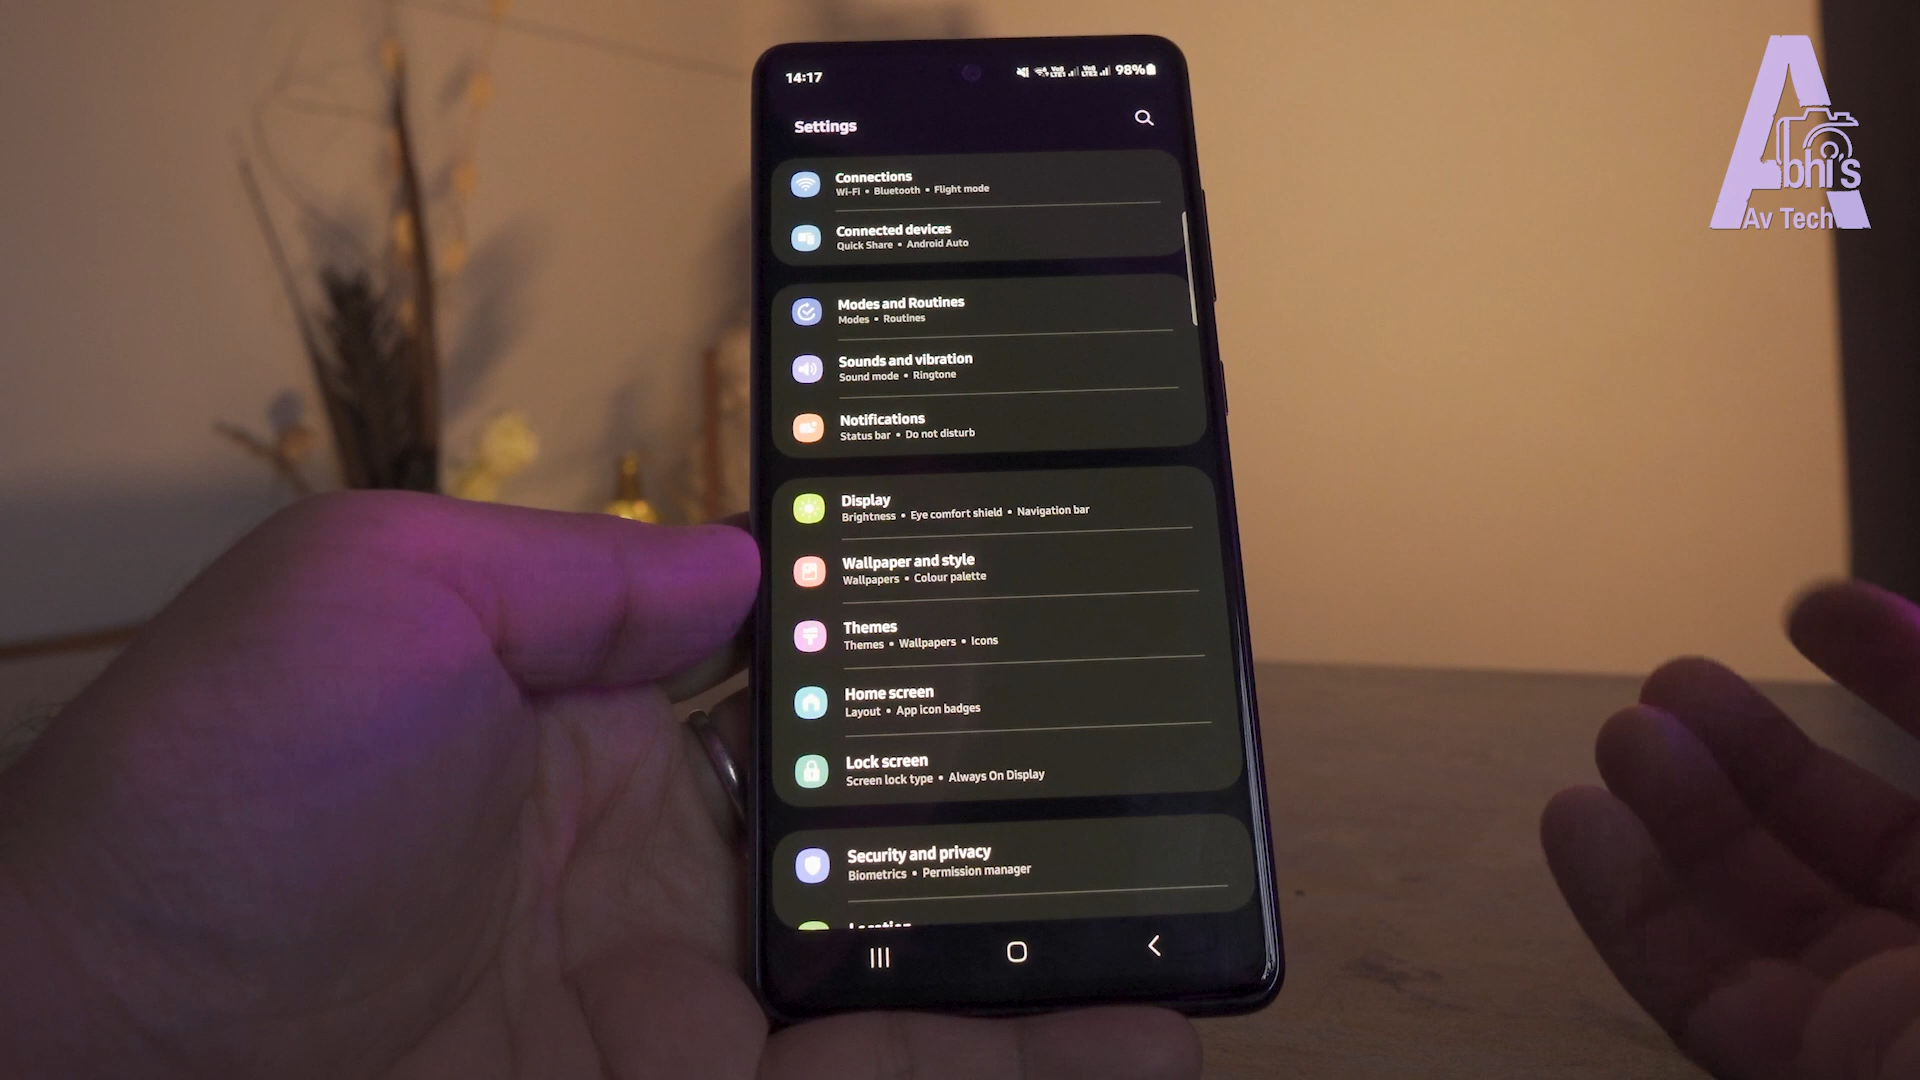 14:17
98%
Settings
Connections
Wi-Fi • Bluetooth • Flight mode
Connected devices
Quick Share • Android Auto
Modes and Routines
Modes • Routines
Sounds and vibration
Sound mode • Ringtone
Notifications
Status bar • Do not disturb
Display
Brightness • Eye comfort shield • Navigation bar
Wallpaper and style
Wallpapers • Colour palette
Themes
Themes • Wallpapers • Icons
Home screen
Layout • App icon badges
Lock screen
Screen lock type • Always On Display
Security and privacy
Biometrics • Permission manager
Location
Abhi's
Av Tech